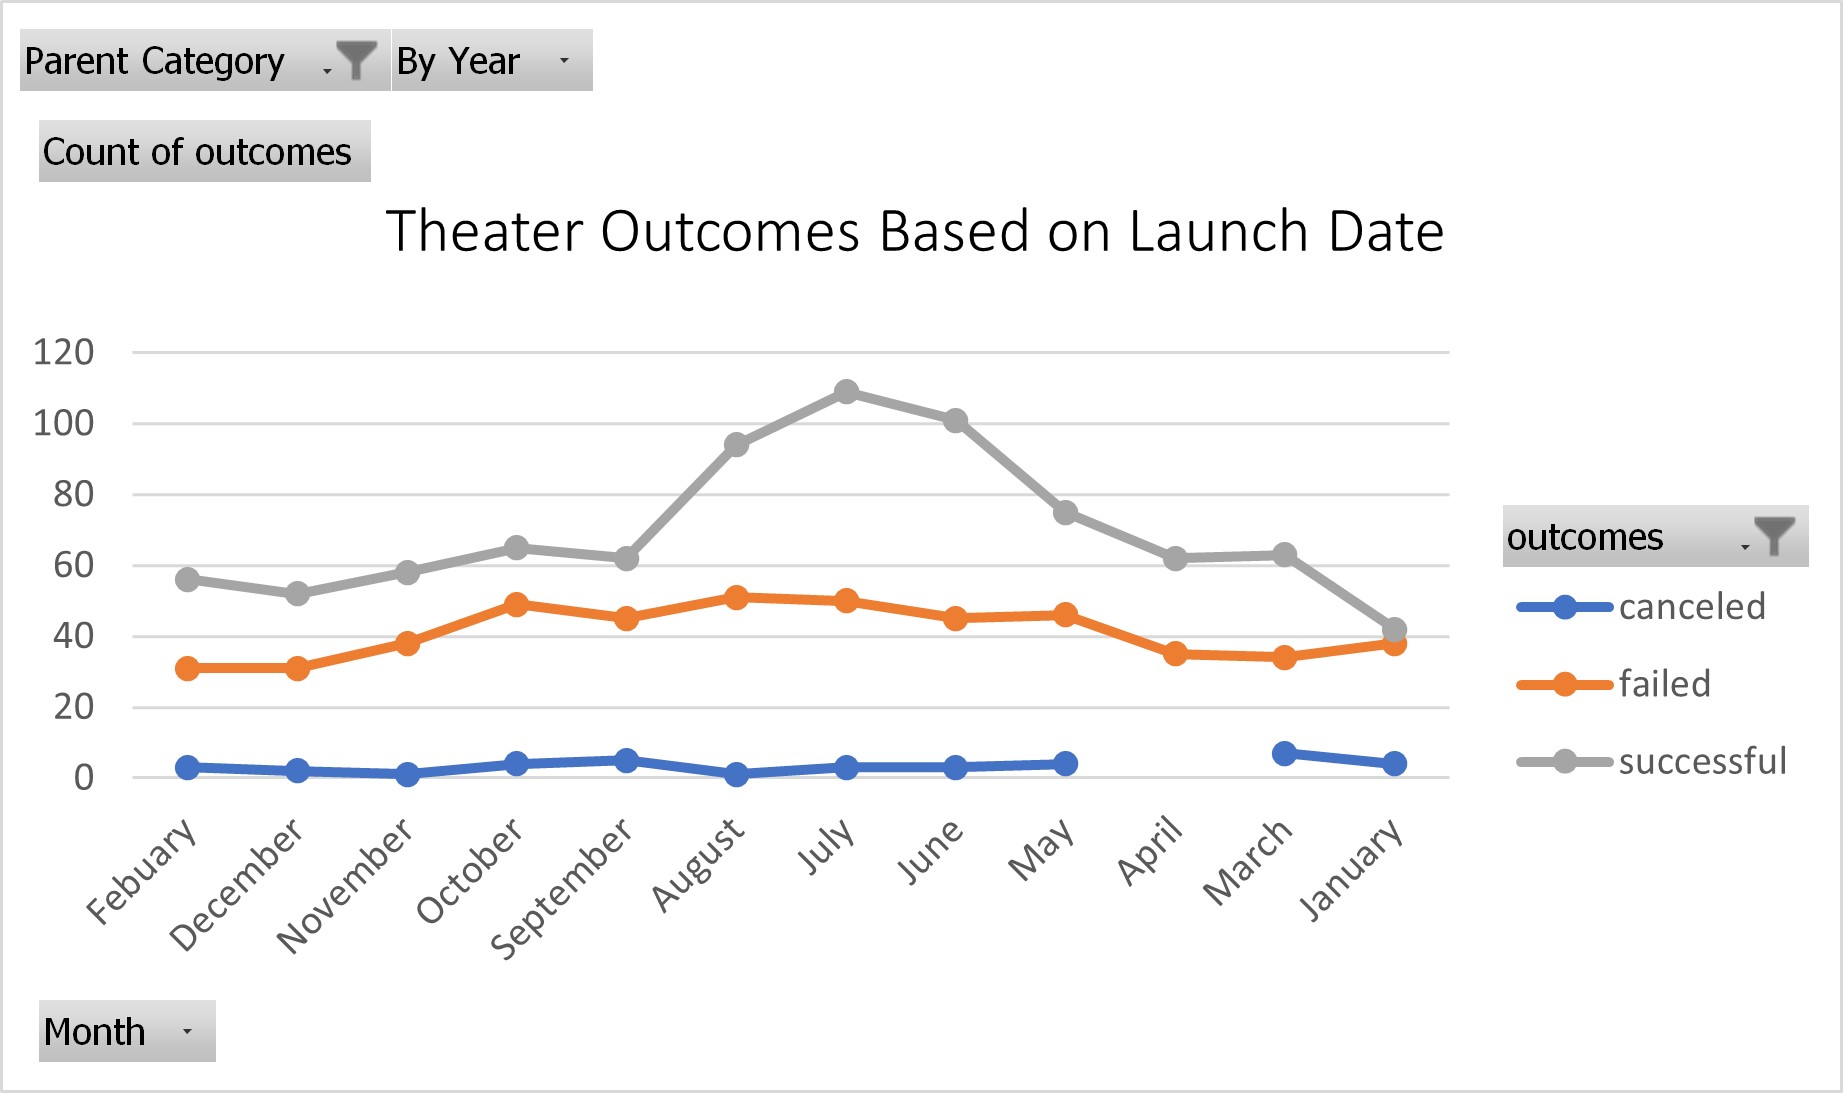 Parent Category
By Year
Count of outcomes
Theater Outcomes Based on Launch Date
120
100
80
60
40
20
0
Febuary
December
November
October
September
August
July
June
May
April
March
January
outcomes
canceled
failed
successful
Month